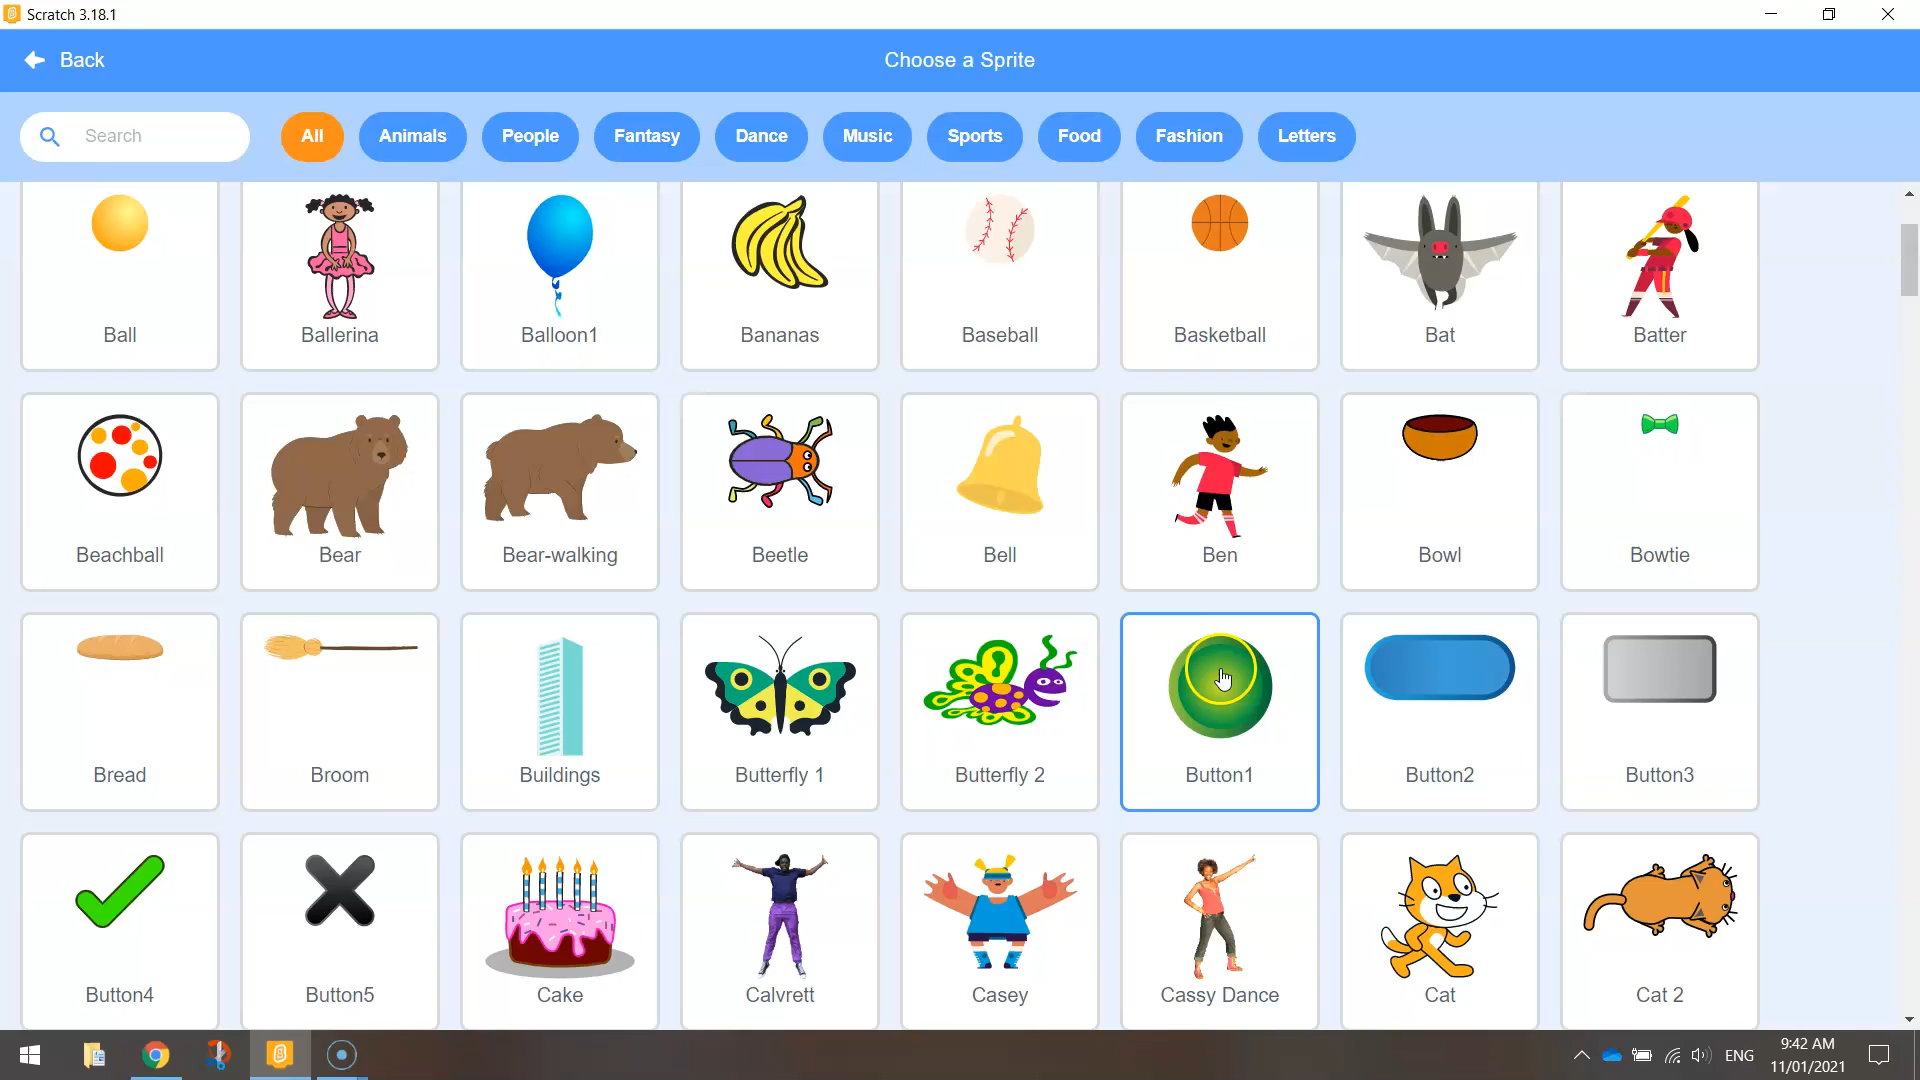 Scratch 3.18.1
Back
Choose a Sprite
Search
All
Animals
People
Fantasy
Dance
Music
Sports
Food
Fashion
Letters
Ball
Ballerina
Balloon1
Bananas
Baseball
Basketball
Bat
Batter
Beachball
Bear
Bear-walking
Beetle
Bell
Ben
Bowl
Bowtie
Bread
Broom
Buildings
Butterfly 1
Butterfly 2
Button1
Button2
Button3
Button4
Button5
Cake
Calvrett
Casey
Cassy Dance
Cat
Cat 2
ENG
9:42 AM
11/01/2021